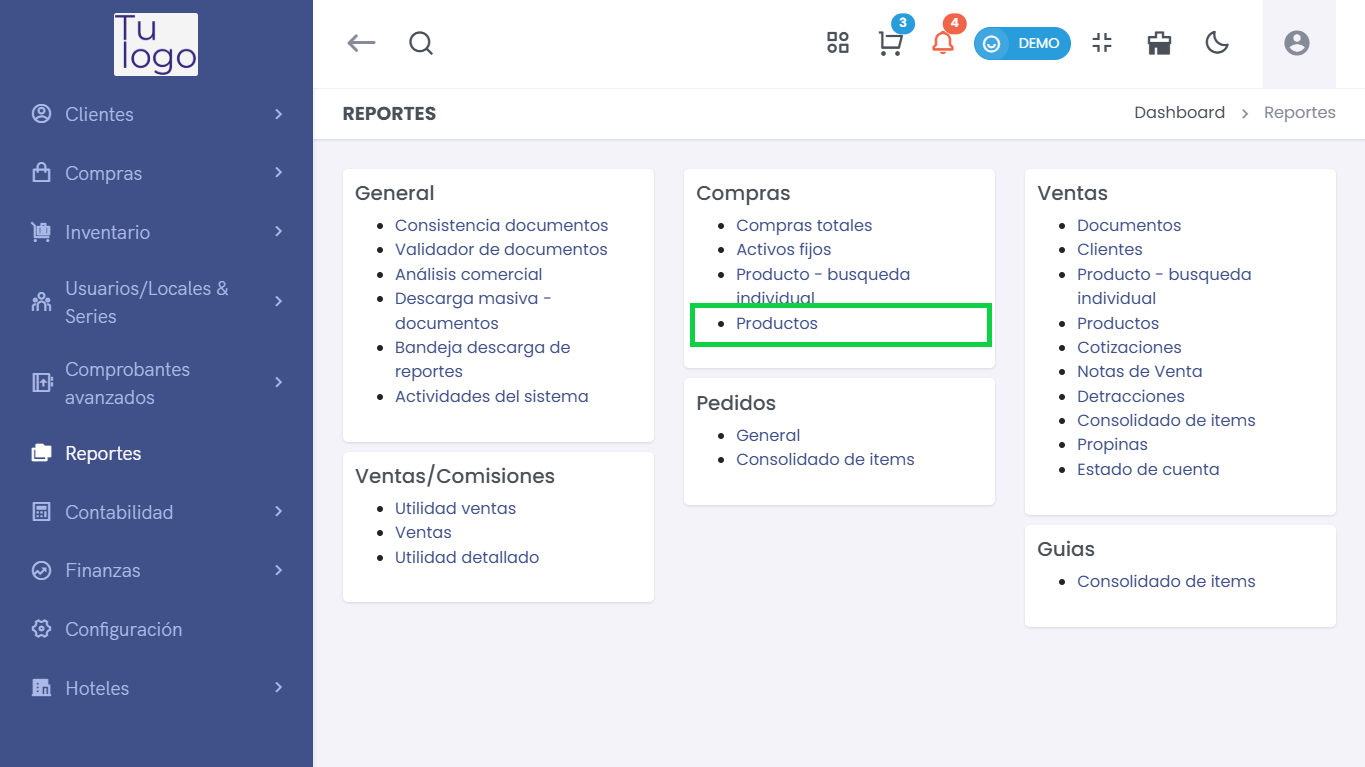 Tu
logo
Clientes
Compras
Inventario
Usuarios/Locales &
Series
Comprobantes
avanzados
Reportes
Contabilidad
Finanzas
Configuración
Hoteles
3
4
DEMO
REPORTES
Dashboard > Reportes
General
Consistencia documentos
Validador de documentos
Análisis comercial
Descarga masiva -
documentos
Bandeja descarga de
reportes
Actividades del sistema
Ventas/Comisiones
Utilidad ventas
Ventas
Utilidad detallado
Compras
Compras totales
Activos fijos
Producto - busqueda
individual
Productos
Pedidos
General
Consolidado de items
Ventas
Documentos
Clientes
Producto - busqueda
individual
Productos
Cotizaciones
Notas de Venta
Detracciones
Consolidado de items
Propinas
Estado de cuenta
Guias
Consolidado de items